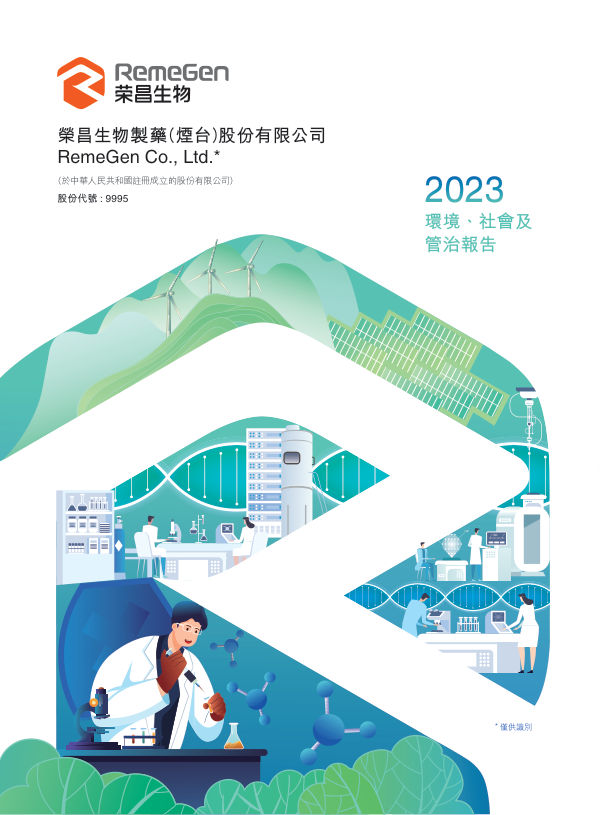 RemeGen
荣昌生物
榮昌生物製藥(煙台)股份有限公司
RemeGen Co., Ltd.*
(於中華人民共和國註冊成立的股份有限公司)
股份代號 : 9995
2023
環境、社會及
管治報告
* 僅供識別